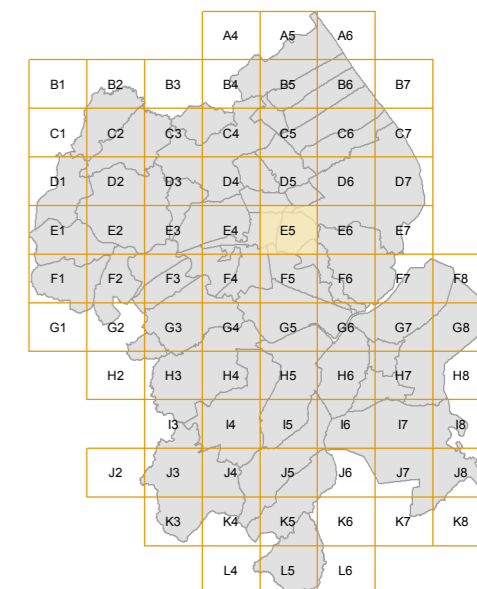 A4 A5 A6
B1 B2 B3 B4 B5 B6 B7
C1 C2 C3 C4 C5 C6 C7
D1 D2 D3 D4 D5 D6 D7
E1 E2 E3 E4 E5 E6 E7
F1 F2 F3 F4 F5 F6 F7 F8
G1 G2 G3 G4 G5 G6 G7 G8
H2 H3 H4 H5 H6 H7 H8
I3 I4 I5 I6 I7 I8
J2 J3 J4 J5 J6 J7 J8
K3 K4 K5 K6 K7 K8
L4 L5 L6